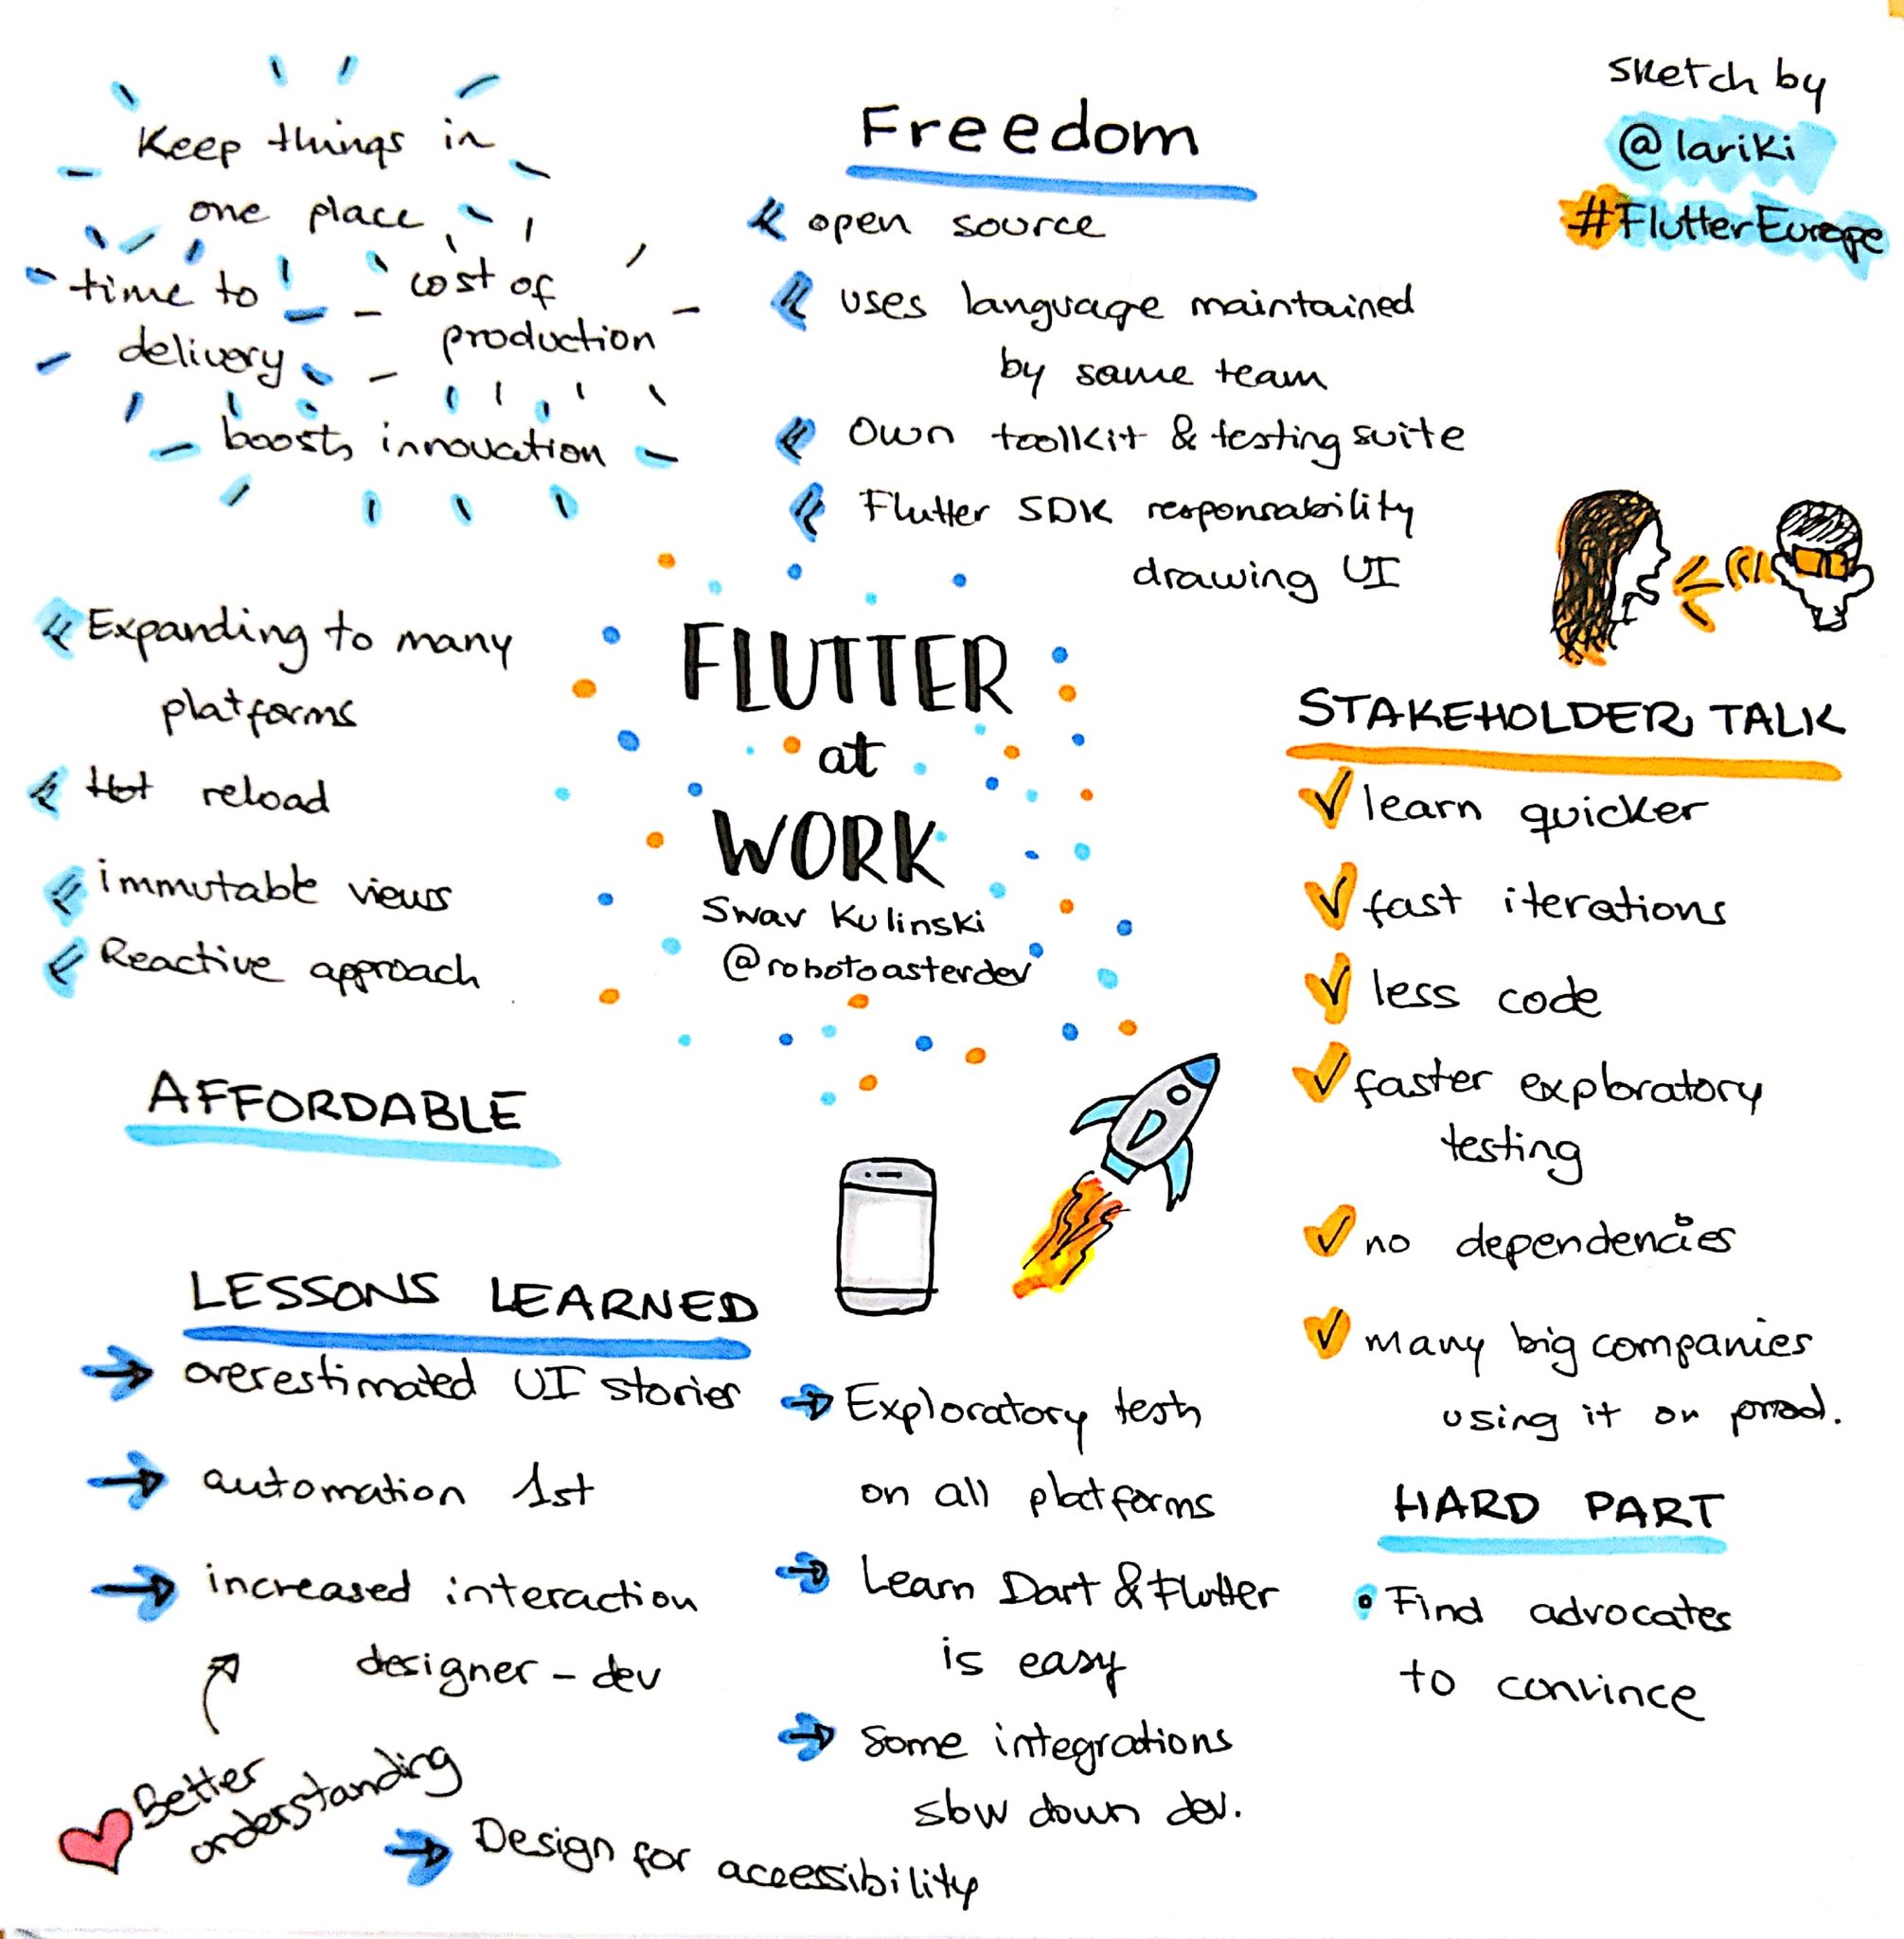 Keep things in
one place
time to
delivery
cost of
production
boosts innovation
Freedom
open source
uses language maintained
by same team
Own toolkit & testing suite
Flutter SDK responsability
drawing UI
sketch by
@lariki
#FlutterEurope
Expanding to many
platforms
Hot reload
immutable views
Reactive approach
FLUTTER
at
WORK
Swav Kulinski
@robotoasterdev
STAKEHOLDER TALK
learn quicker
fast iterations
less code
faster exploratory
testing
no dependencies
many big companies
using it on prod.
AFFORDABLE
LESSONS LEARNED
overestimated UI stories
automation 1st
increased interaction
designer - dev
Better
understanding
Design for accessibility
Exploratory tests
on all platforms
Learn Dart & Flutter
is easy
Some integrations
slow down dev.
HARD PART
Find advocates
to convince